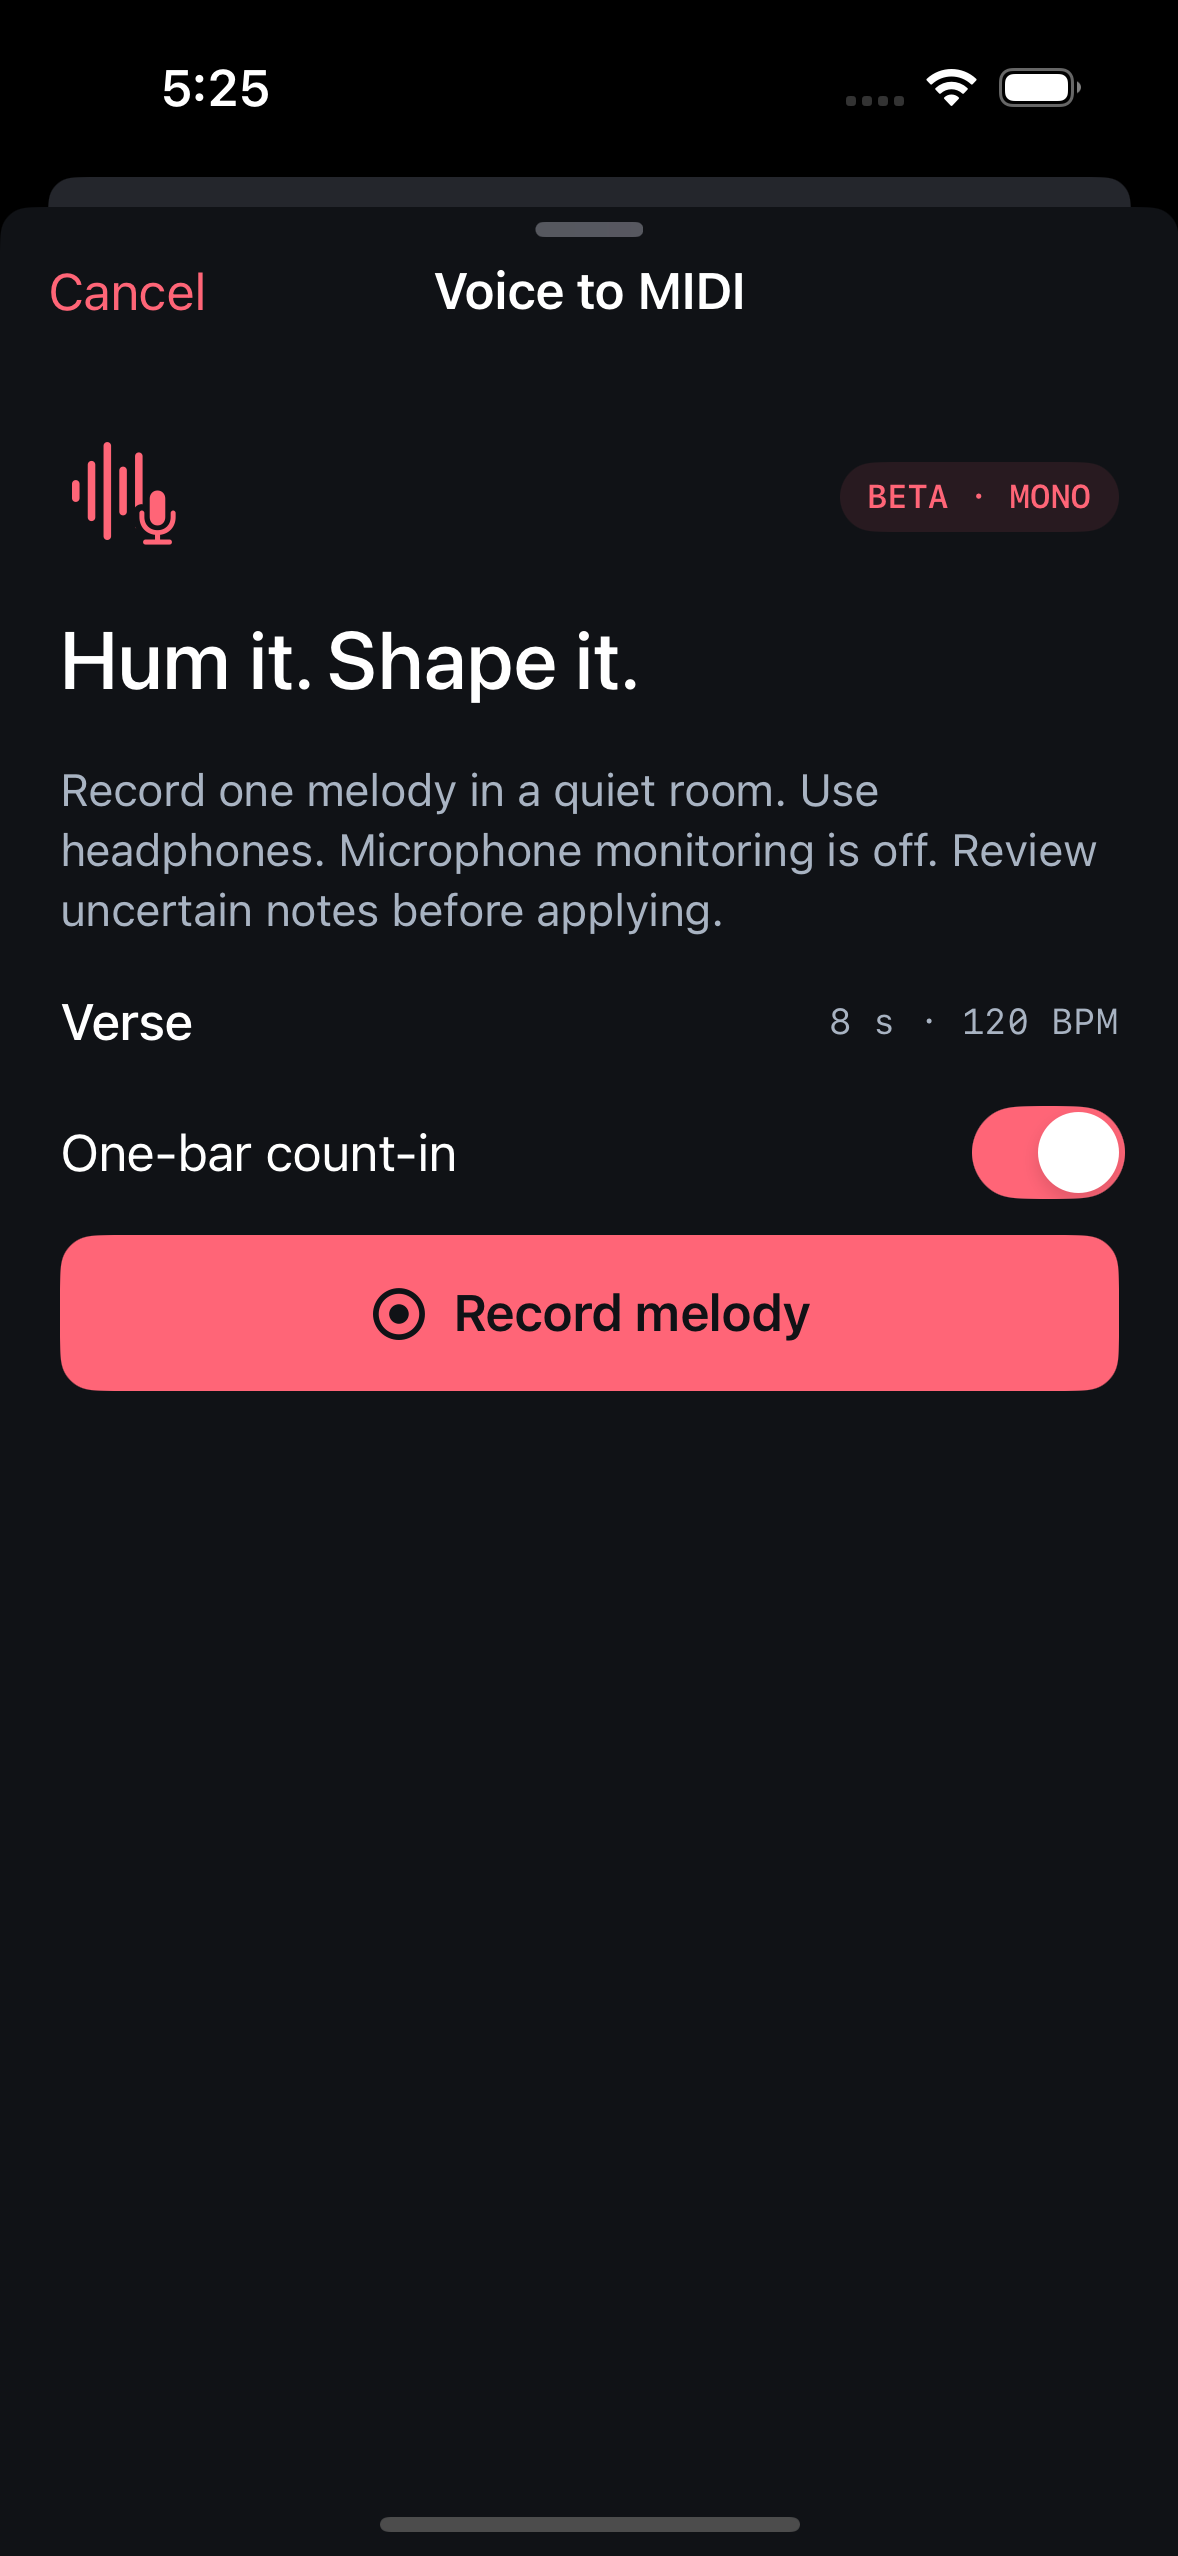 5:25
Cancel
Voice to MIDI
BETA · MONO
Hum it. Shape it.
Record one melody in a quiet room. Use
headphones. Microphone monitoring is off. Review
uncertain notes before applying.
Verse
8 s · 120 BPM
One-bar count-in
Record melody